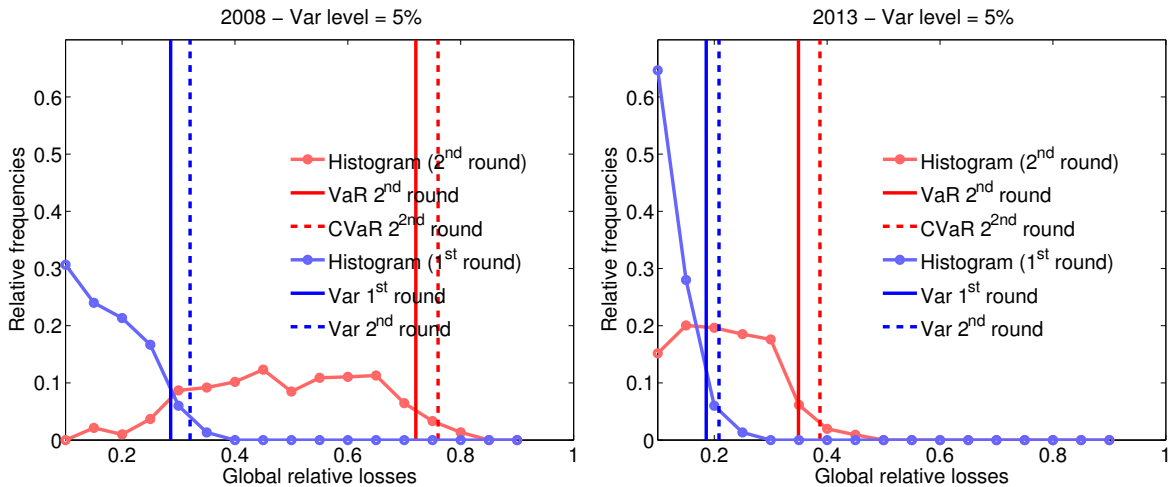 2008 − Var level = 5%
0.6
0.5
0.4
0.3
0.2
0.1
0
0.2
0.4
0.6
0.8
1
Relative frequencies
Global relative losses
Histogram (2nd round)
VaR 2nd round
CVaR 22nd round
Histogram (1st round)
Var 1st round
Var 2nd round
2013 − Var level = 5%
0.6
0.5
0.4
0.3
0.2
0.1
0
0.2
0.4
0.6
0.8
1
Relative frequencies
Global relative losses
Histogram (2nd round)
VaR 2nd round
CVaR 22nd round
Histogram (1st round)
Var 1st round
Var 2nd round